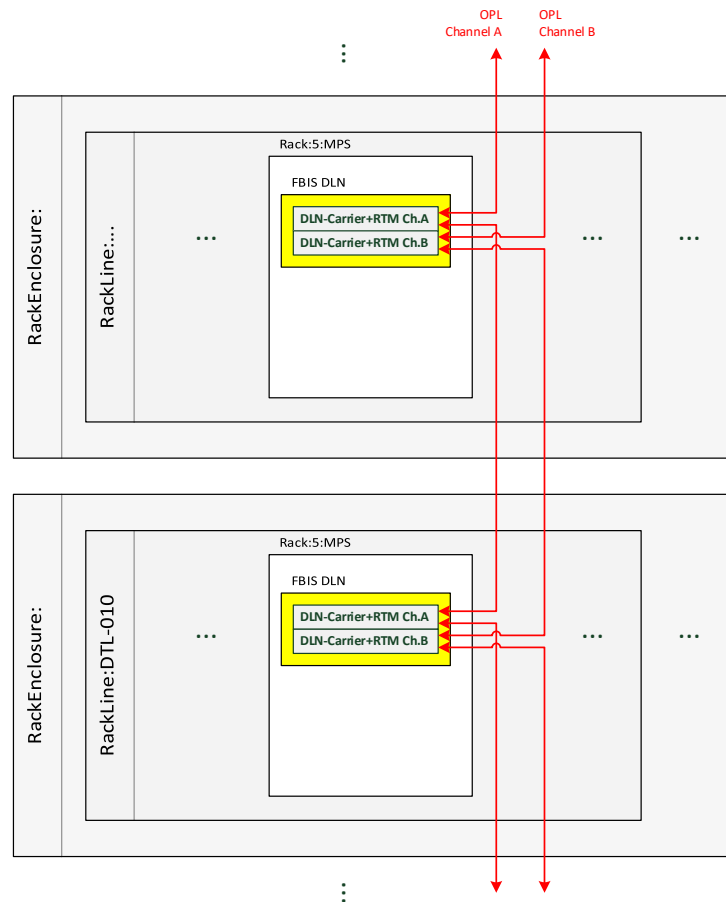 OPL
Channel A
OPL
Channel B
⋮
RackEnclosure:
RackLine:...
Rack:5:MPS
FBIS DLN
DLN-Carrier+RTM Ch.A
DLN-Carrier+RTM Ch.B
...
...
...
RackEnclosure:
RackLine:DTL-010
Rack:5:MPS
FBIS DLN
DLN-Carrier+RTM Ch.A
DLN-Carrier+RTM Ch.B
...
...
...
⋮